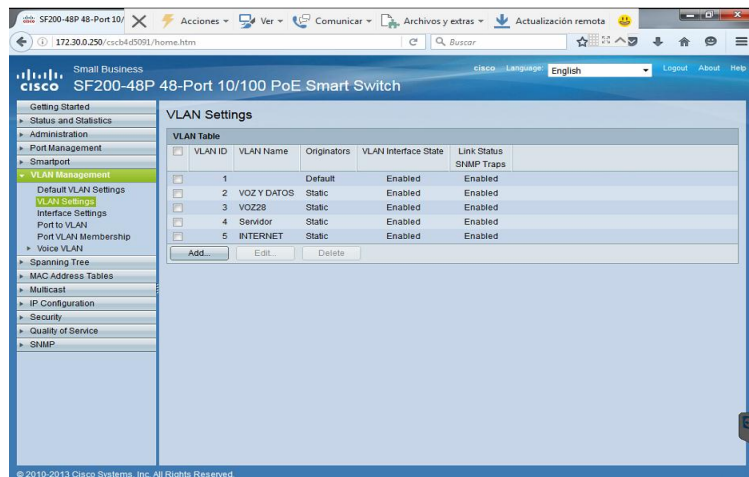 SF200-48P 48-Port 10/
Acciones
Ver
Comunicar
Archivos y extras
Actualización remota
172.30.0.250/cscb4d5091/home.htm
Buscar
Small Business
cisco
SF200-48P 48-Port 10/100 PoE Smart Switch
cisco Language: English Logout About Help
Getting Started
Status and Statistics
Administration
Port Management
Smartport
VLAN Management
Default VLAN Settings
VLAN Settings
Interface Settings
Port to VLAN
Port VLAN Membership
Voice VLAN
Spanning Tree
MAC Address Tables
Multicast
IP Configuration
Security
Quality of Service
SNMP
VLAN Settings
VLAN Table
VLAN ID VLAN Name Originators VLAN Interface State Link Status SNMP Traps
1 Default Enabled Enabled
2 VOZ Y DATOS Static Enabled Enabled
3 VOZ28 Static Enabled Enabled
4 Servidor Static Enabled Enabled
5 INTERNET Static Enabled Enabled
Add... Edit... Delete
© 2010-2013 Cisco Systems, Inc. All Rights Reserved.